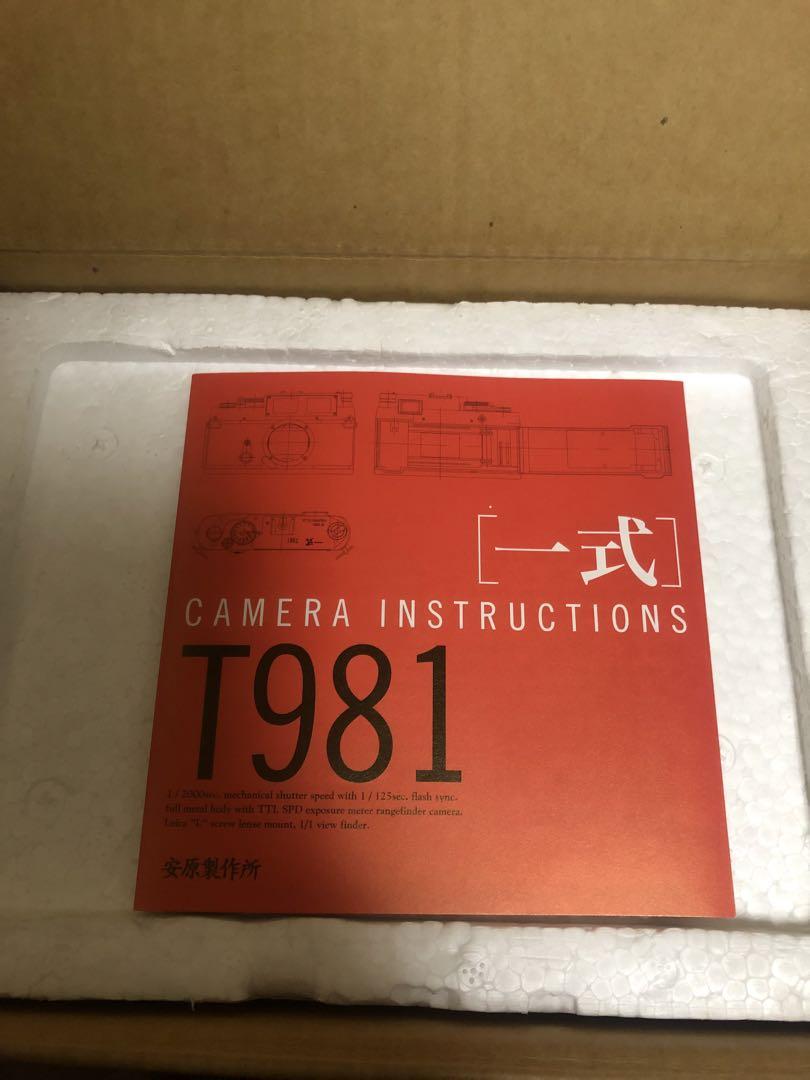 [一式]
CAMERA INSTRUCTIONS
T981
1/2000sec. mechanical shutter speed with 1/125sec. flash sync.
full metal body with TTL SPD exposure meter rangefinder camera.
Leica "L" screw lense mount, 1/1 view finder.
安原製作所